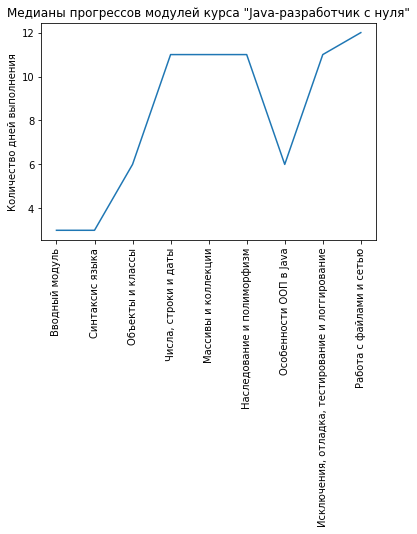 Медианы прогрессов модулей курса "Java-разработчик с нуля"
Количество дней выполнения
12
10
8
6
4
Вводный модуль
Синтаксис языка
Объекты и классы
Числа, строки и даты
Массивы и коллекции
Наследование и полиморфизм
Особенности ООП в Java
Исключения, отладка, тестирование и логгирование
Работа с файлами и сетью